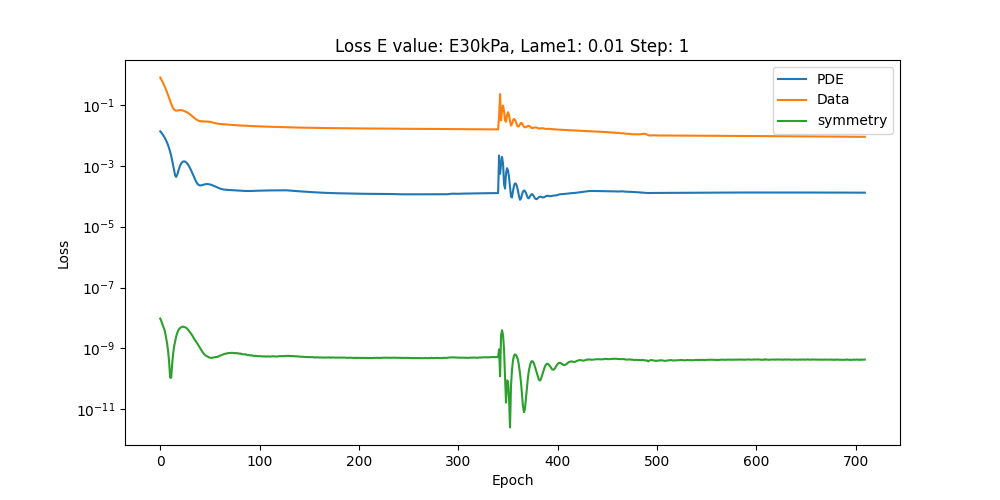 Loss E value: E30kPa, Lame1: 0.01 Step: 1
PDE
Data
symmetry
Loss
10⁻¹
10⁻³
10⁻⁵
10⁻⁷
10⁻⁹
10⁻¹¹
0 100 200 300 400 500 600 700
Epoch